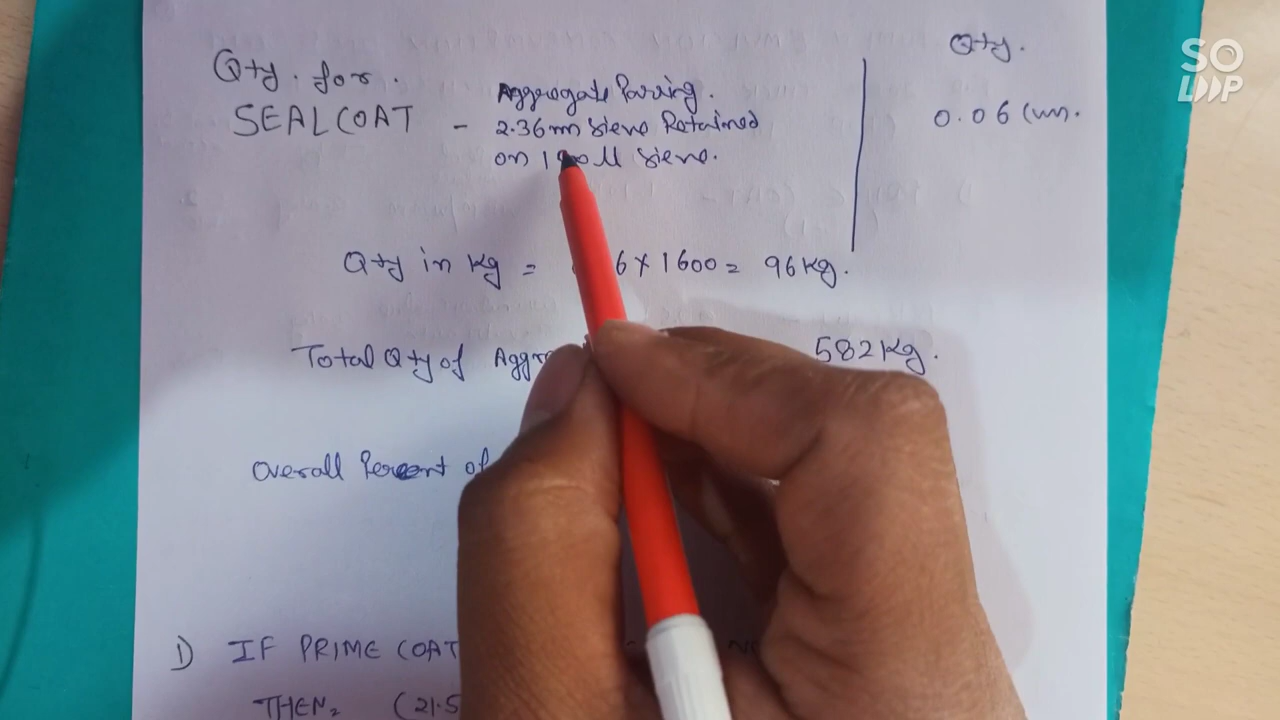 Qty.
Qty. for.
SEALCOAT - Aggregate Passing.
2.36mm Sieve Retained
on 180 µ Sieve.
0.06 Cum.
Qty in Kg = 6 x 1600 = 96 Kg.
Total Qty of Aggre 582 Kg.
Overall Percent of
1) IF PRIME COAT
THEN, (21.5
SO
LOOP